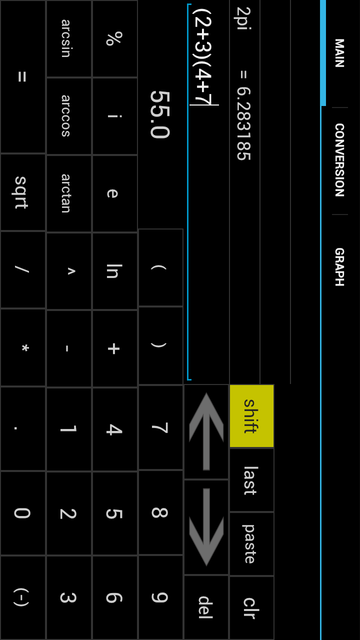 MAIN CONVERSION GRAPH
2pi = 6.283185 shift last paste clr
(2+3)(4+7 del
55.0 ( ) 7 8 9
% i e ln + 4 5 6
arcsin arccos arctan ^ - 1 2 3
= sqrt / * . 0 (-)